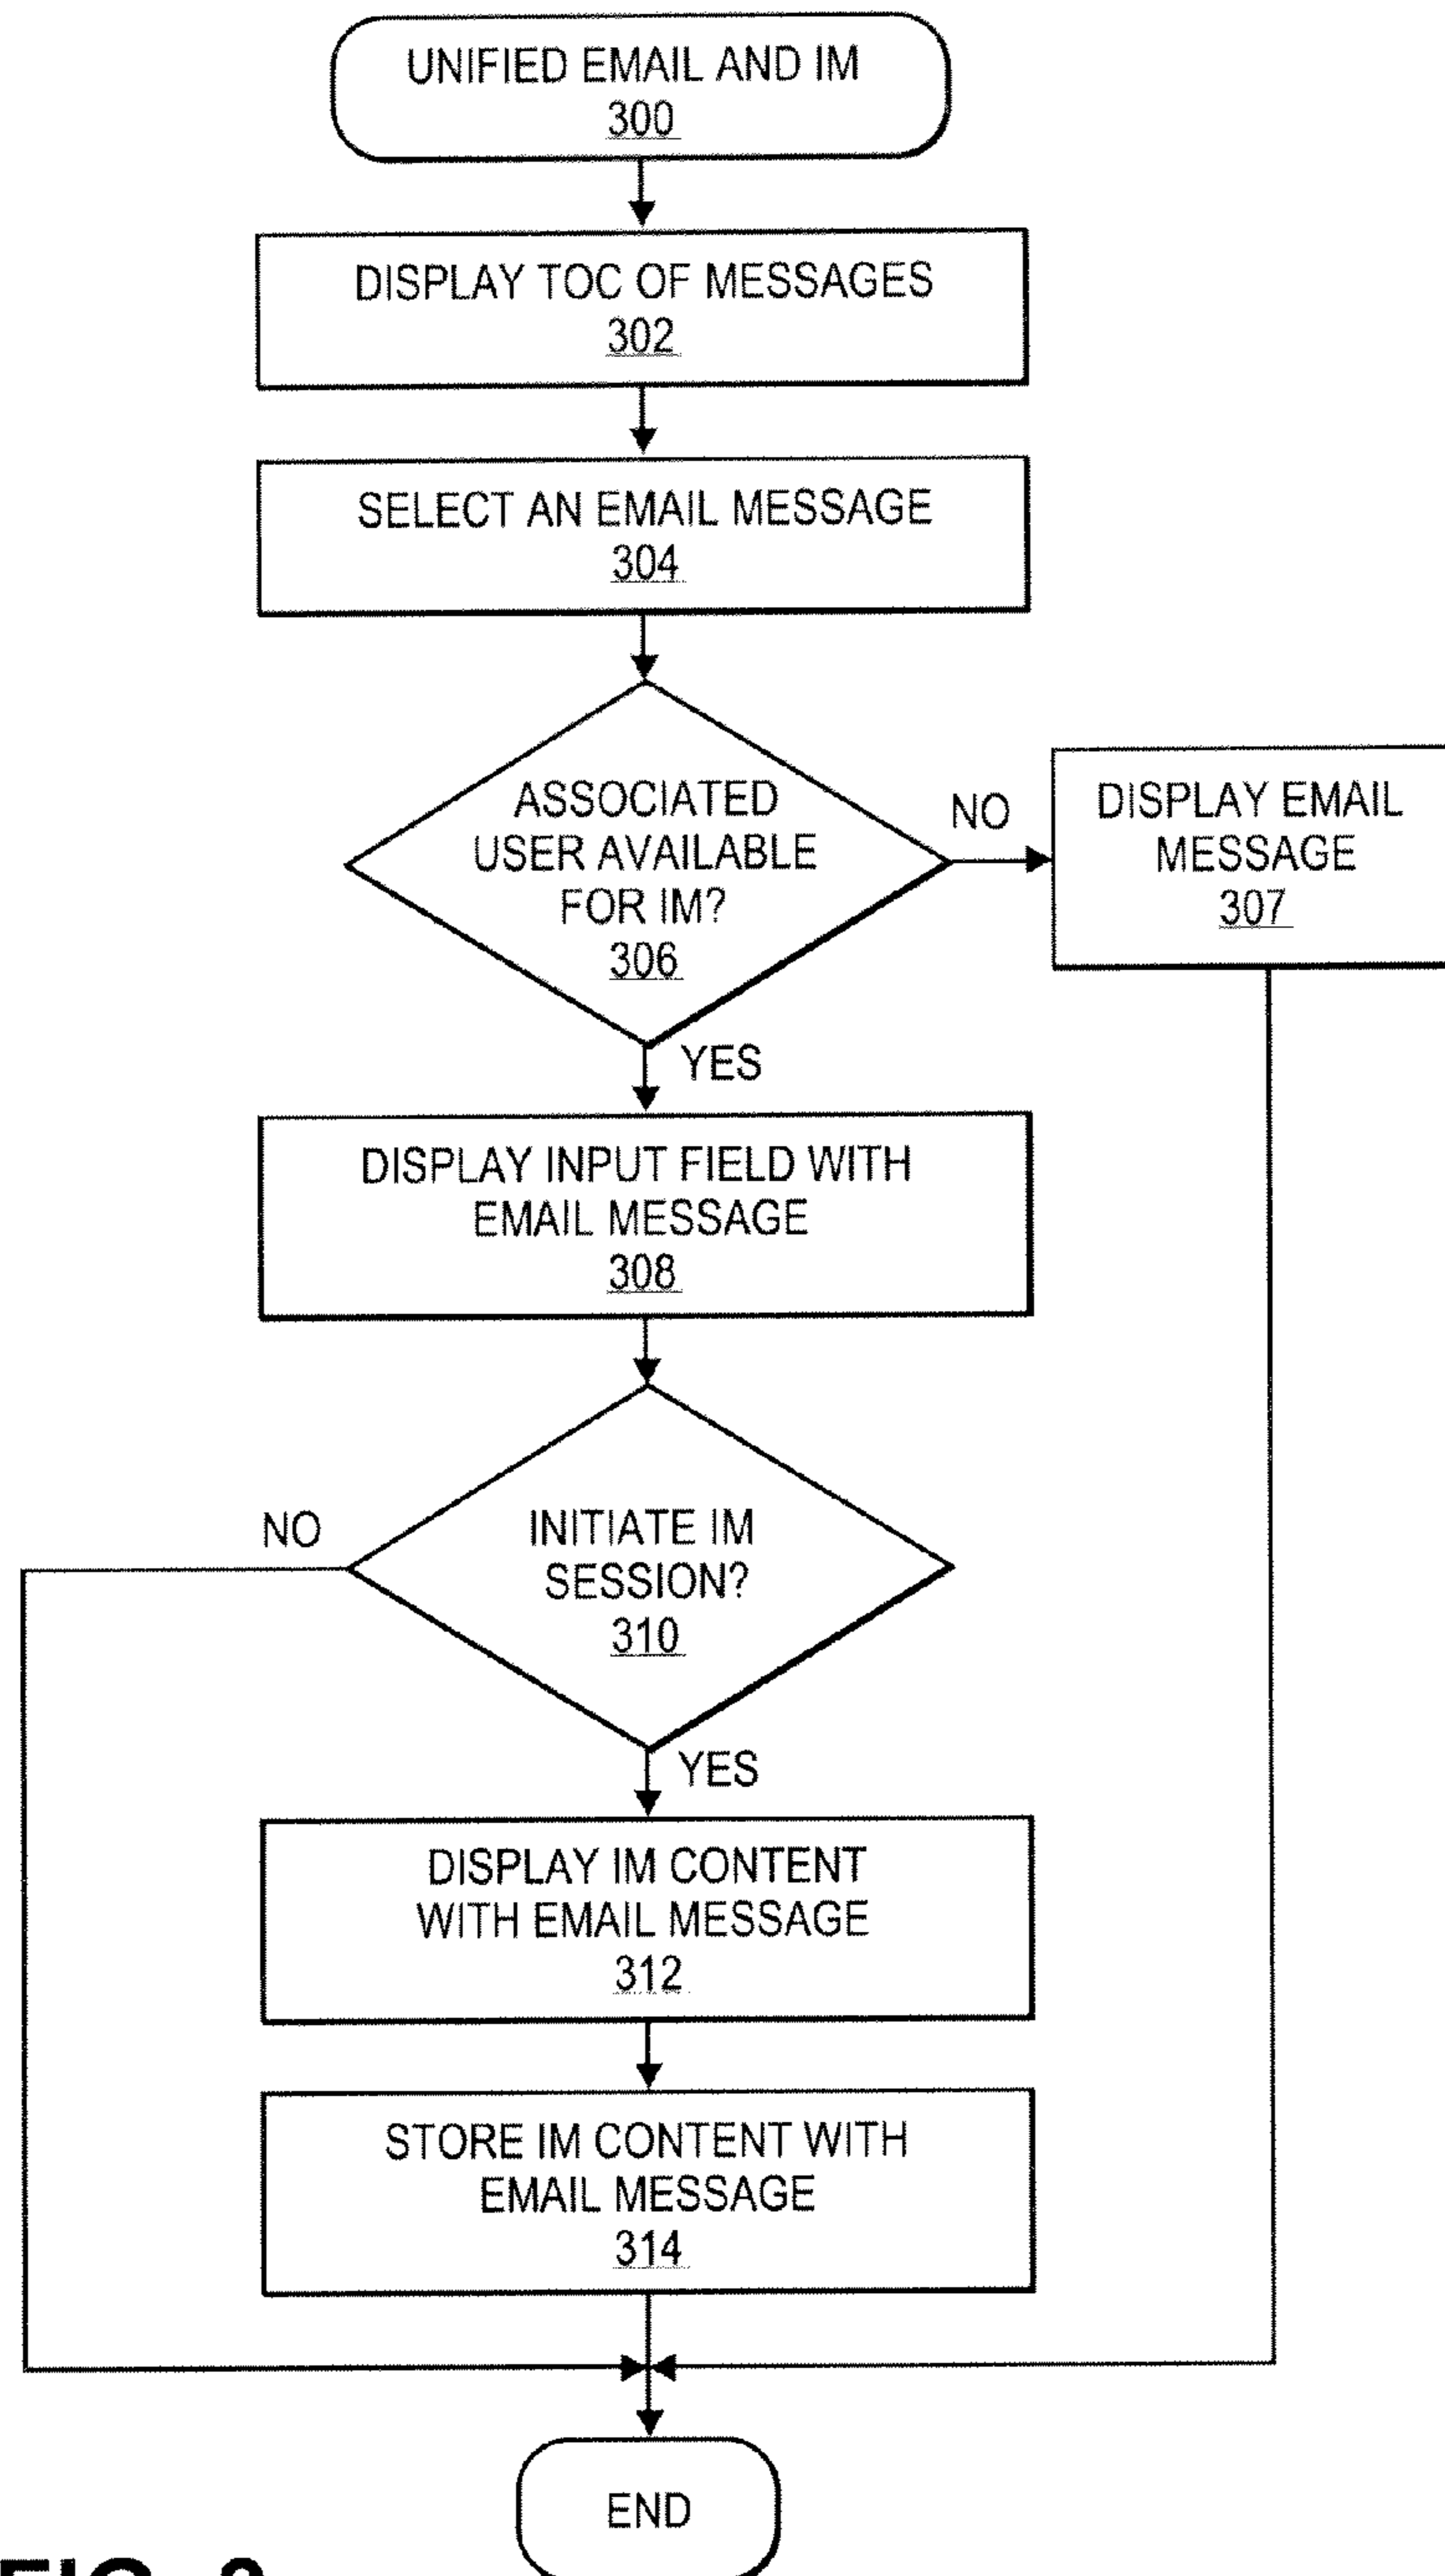 UNIFIED EMAIL AND IM
300
DISPLAY TOC OF MESSAGES
302
SELECT AN EMAIL MESSAGE
304
ASSOCIATED
USER AVAILABLE
FOR IM?
306
NO
DISPLAY EMAIL
MESSAGE
307
YES
DISPLAY INPUT FIELD WITH
EMAIL MESSAGE
308
NO
INITIATE IM
SESSION?
310
YES
DISPLAY IM CONTENT
WITH EMAIL MESSAGE
312
STORE IM CONTENT WITH
EMAIL MESSAGE
314
END
FIG.